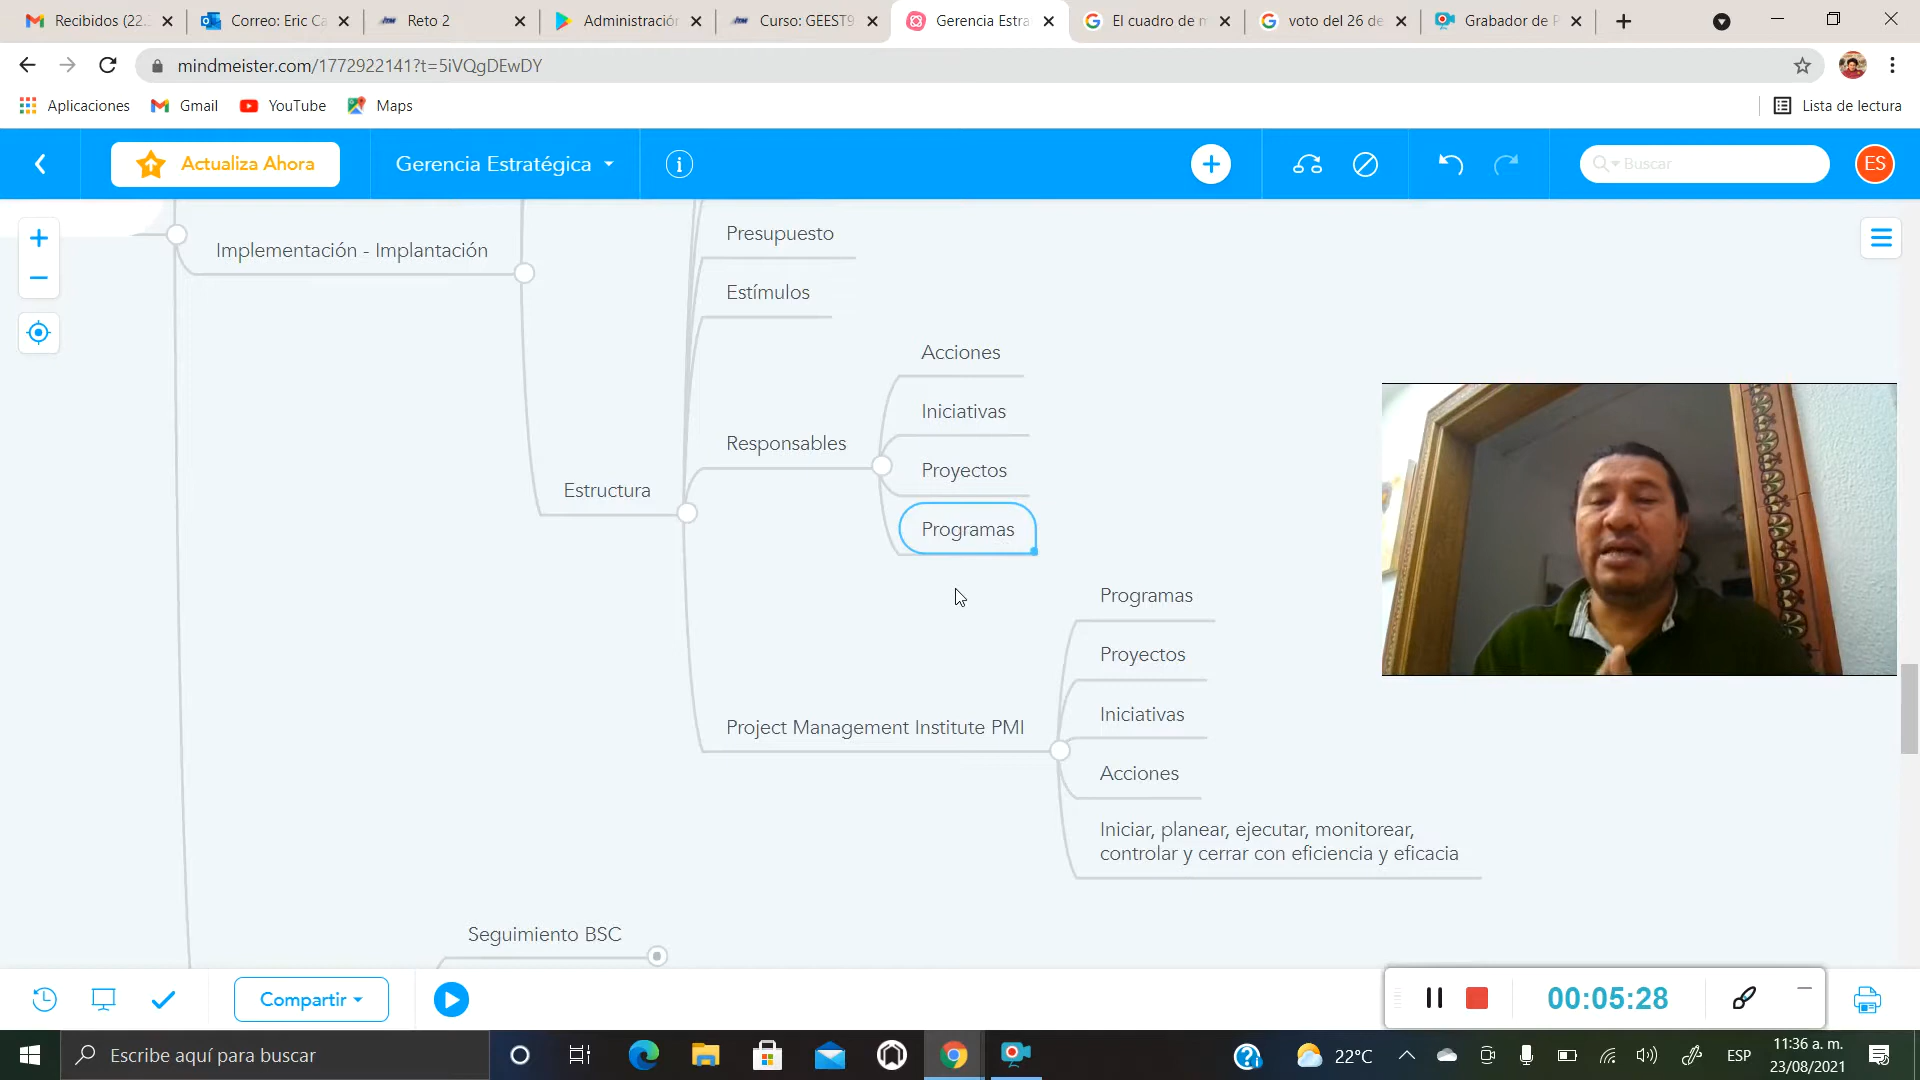 Recibidos (22.
Correo: Eric Ca
Reto 2
Administración
Curso: GEEST9
Gerencia Estra
El cuadro de m
voto del 26 de
Grabador de P
mindmeister.com/1772922141?t=5iVQgDEwDY
Aplicaciones
Gmail
YouTube
Maps
Lista de lectura
Actualiza Ahora
Gerencia Estratégica
Buscar
ES
Presupuesto
Implementación - Implantación
Estímulos
Acciones
Iniciativas
Responsables
Proyectos
Estructura
Programas
Programas
Proyectos
Iniciativas
Project Management Institute PMI
Acciones
Iniciar, planear, ejecutar, monitorear,
controlar y cerrar con eficiencia y eficacia
Seguimiento BSC
Compartir
00:05:28
Escribe aquí para buscar
22°C
ESP
11:36 a. m.
23/08/2021